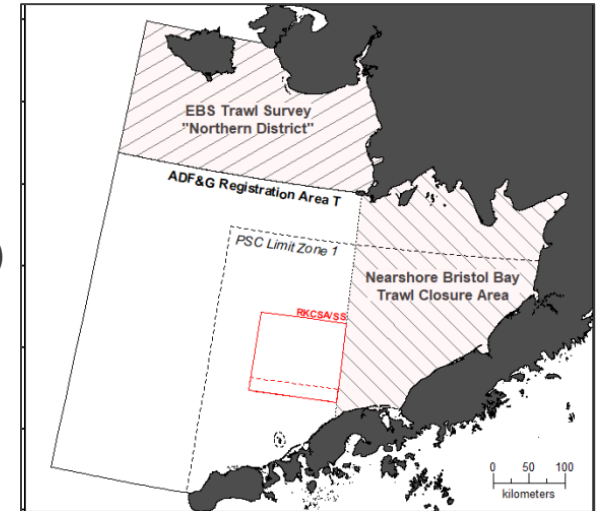 EBS Trawl Survey
"Northern District"
ADF&G Registration Area T
PSC Limit Zone 1
Nearshore Bristol Bay
Trawl Closure Area
RKCSA/SS
0 50 100
kilometers